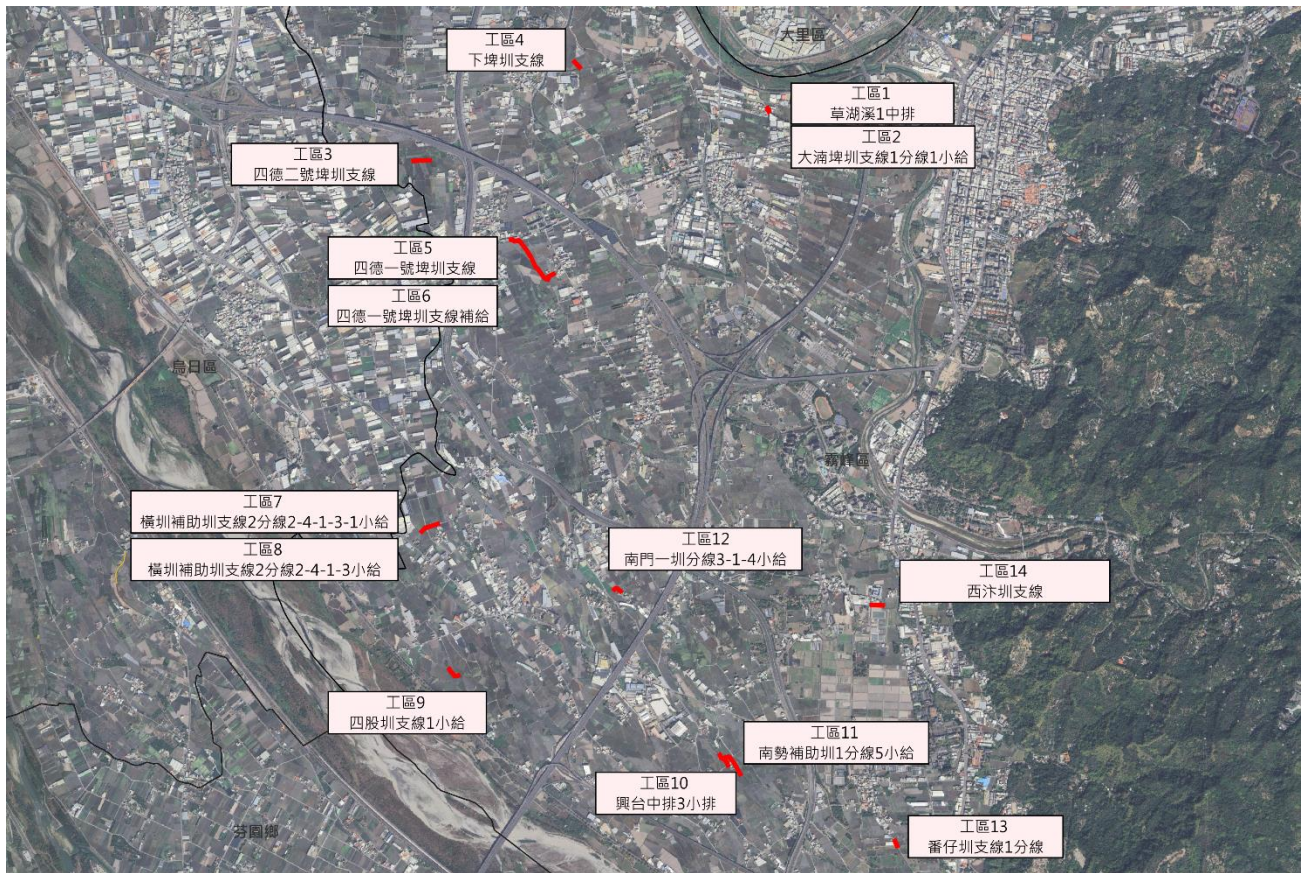 大里區
工區4
下埤圳支線
工區1
草湖溪1中排
工區2
大湳埤圳支線1分線1小給
工區3
四德二號埤圳支線
工區5
四德一號埤圳支線
工區6
四德一號埤圳支線補給
烏日區
霧峰區
工區7
橫圳補助圳支線2分線2-4-1-3-1小給
工區8
橫圳補助圳支線2分線2-4-1-3小給
工區12
南門一圳分線3-1-4小給
工區14
西汴圳支線
工區9
四股圳支線1小給
工區11
南勢補助圳1分線5小給
工區10
興台中排3小排
工區13
番仔圳支線1分線
芬園鄉